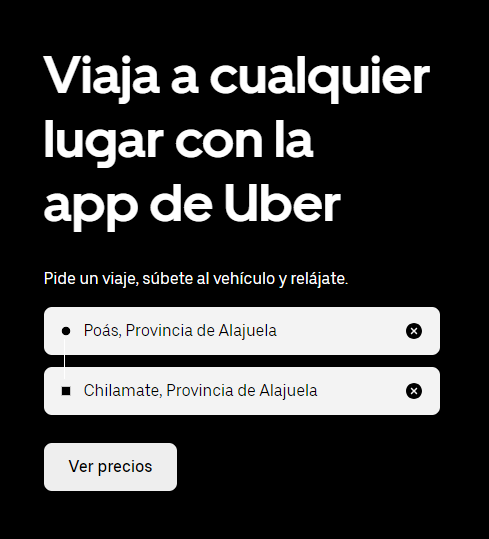 Viaja a cualquier
lugar con la
app de Uber
Pide un viaje, súbete al vehículo y relájate.
Poás, Provincia de Alajuela
Chilamate, Provincia de Alajuela
Ver precios